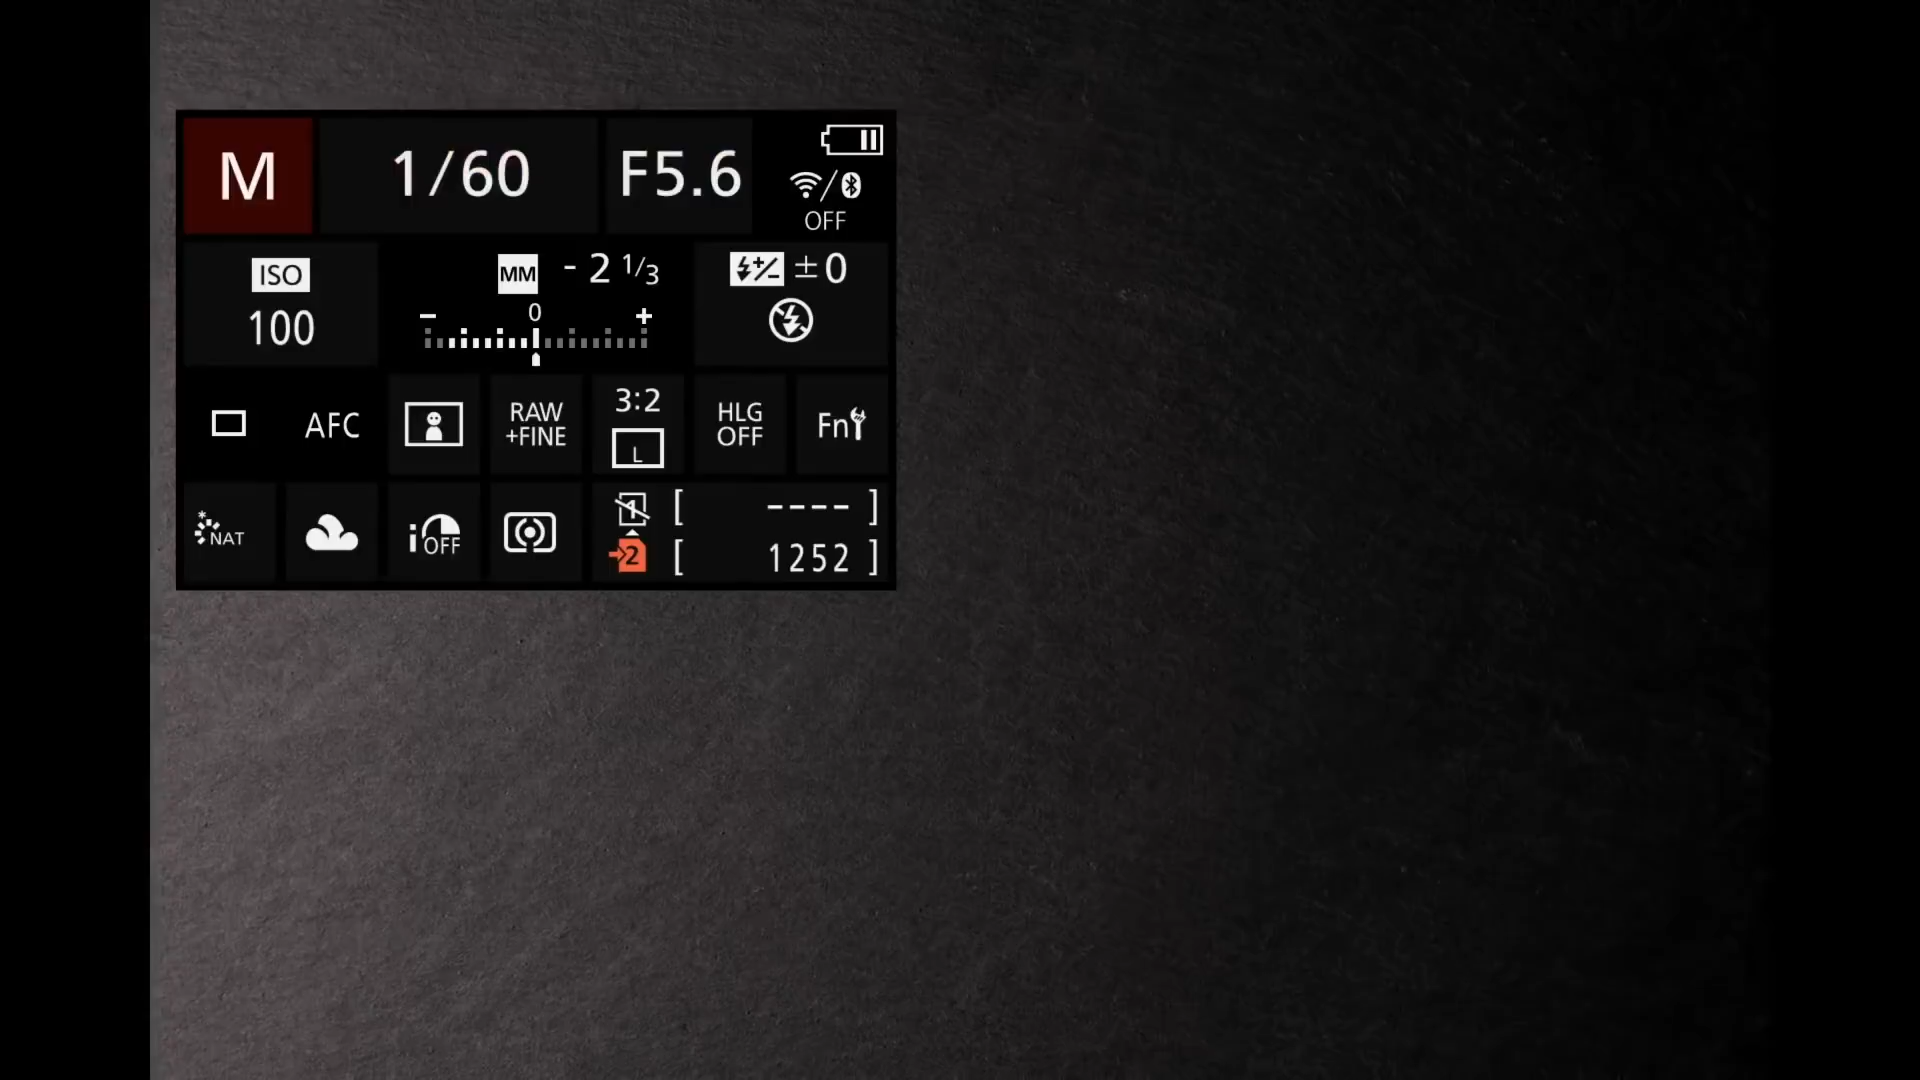 M 1/60 F5.6
OFF
ISO MM - 2 1/3 ±0
100 - 0 +
AFC RAW +FINE 3:2 L HLG OFF Fn
NAT i OFF 1 [ ---- ]
2 [ 1252 ]